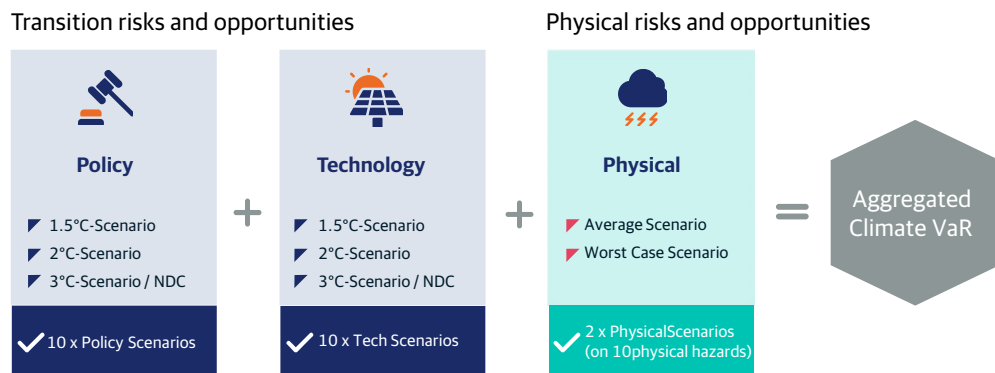 Transition risks and opportunities
Physical risks and opportunities
Policy
1.5°C-Scenario
2°C-Scenario
3°C-Scenario / NDC
10 x Policy Scenarios
+
Technology
1.5°C-Scenario
2°C-Scenario
3°C-Scenario / NDC
10 x Tech Scenarios
+
Physical
Average Scenario
Worst Case Scenario
2 x PhysicalScenarios
(on 10physical hazards)
=
Aggregated
Climate VaR